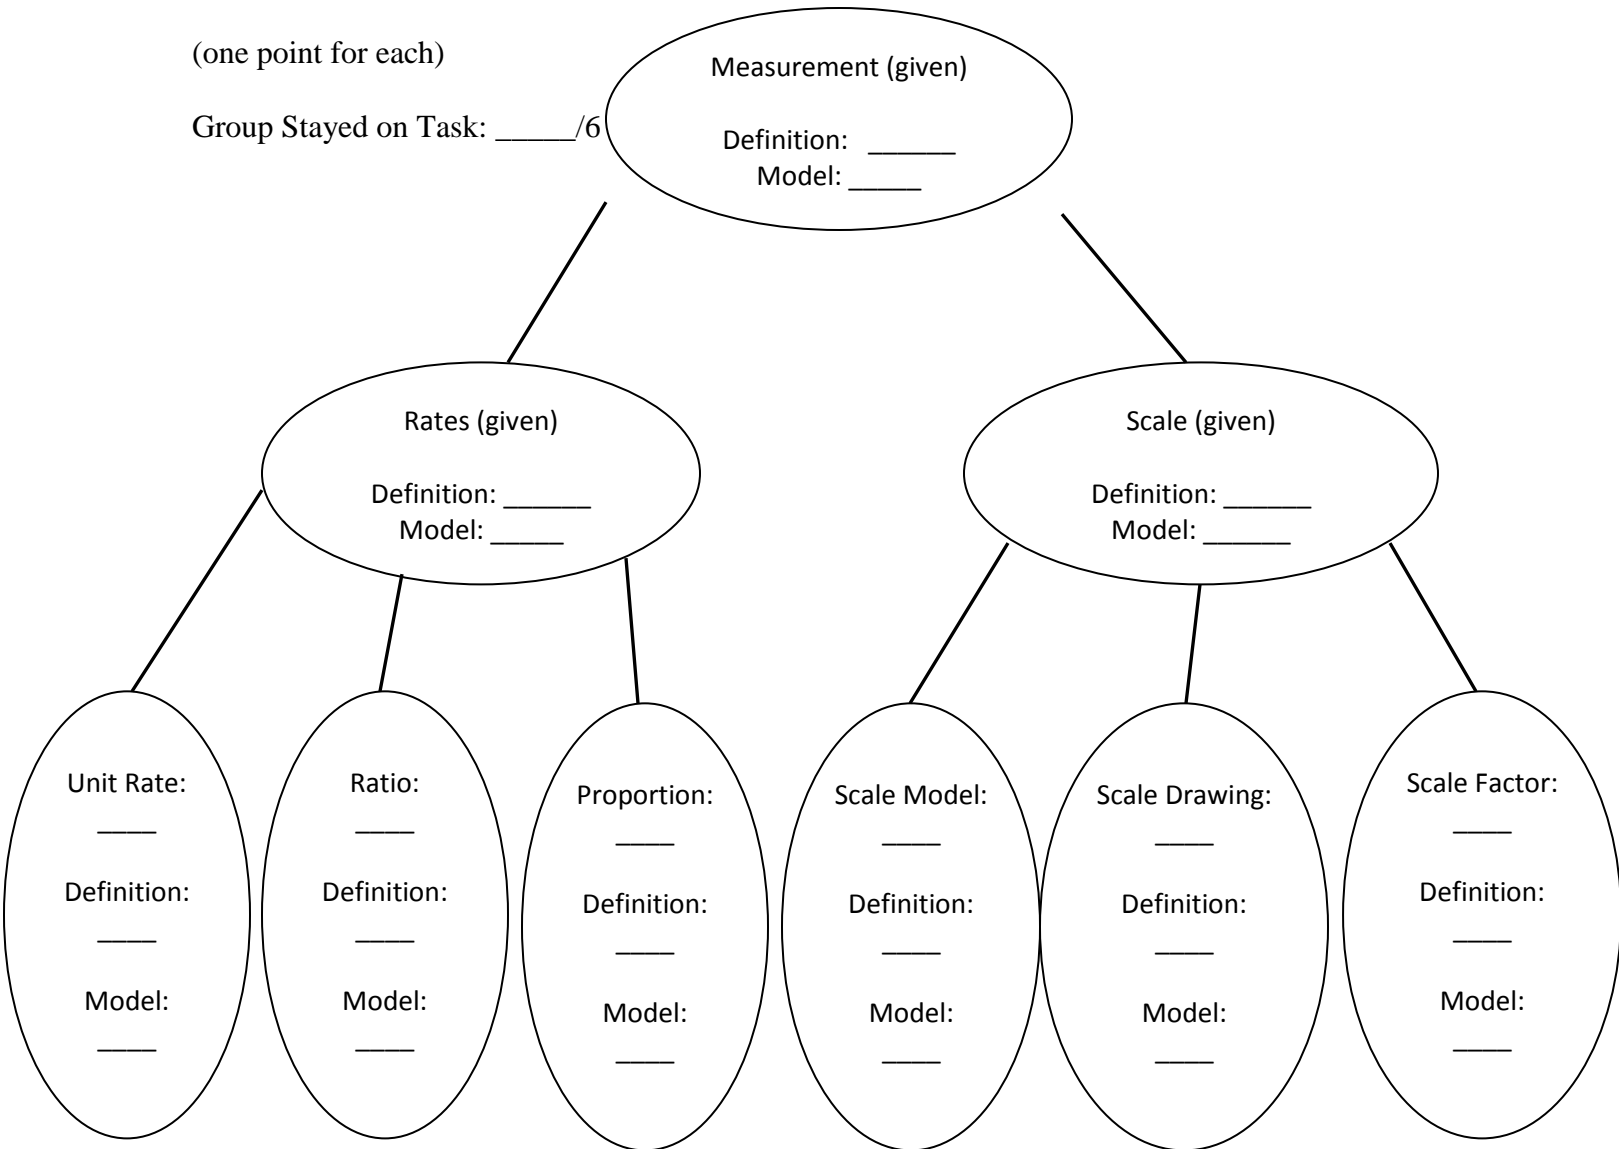 (one point for each)
Group Stayed on Task: _____/6
Measurement (given)
Definition: ______
Model: _____
Rates (given)
Definition: ______
Model: _____
Scale (given)
Definition: ______
Model: ______
Unit Rate:
____
Definition:
____
Model:
____
Ratio:
____
Definition:
____
Model:
____
Proportion:
____
Definition:
____
Model:
____
Scale Model:
____
Definition:
____
Model:
____
Scale Drawing:
____
Definition:
____
Model:
____
Scale Factor:
____
Definition:
____
Model:
____